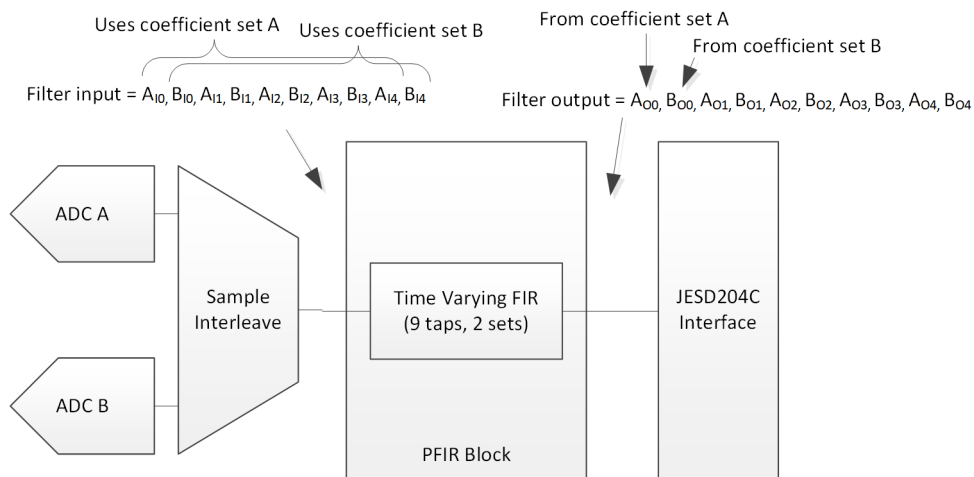 Uses coefficient set A
Uses coefficient set B
Filter input = A_I0, B_I0, A_I1, B_I1, A_I2, B_I2, A_I3, B_I3, A_I4, B_I4
From coefficient set A
From coefficient set B
Filter output = A_O0, B_O0, A_O1, B_O1, A_O2, B_O2, A_O3, B_O3, A_O4, B_O4
ADC A
ADC B
Sample
Interleave
Time Varying FIR
(9 taps, 2 sets)
PFIR Block
JESD204C
Interface